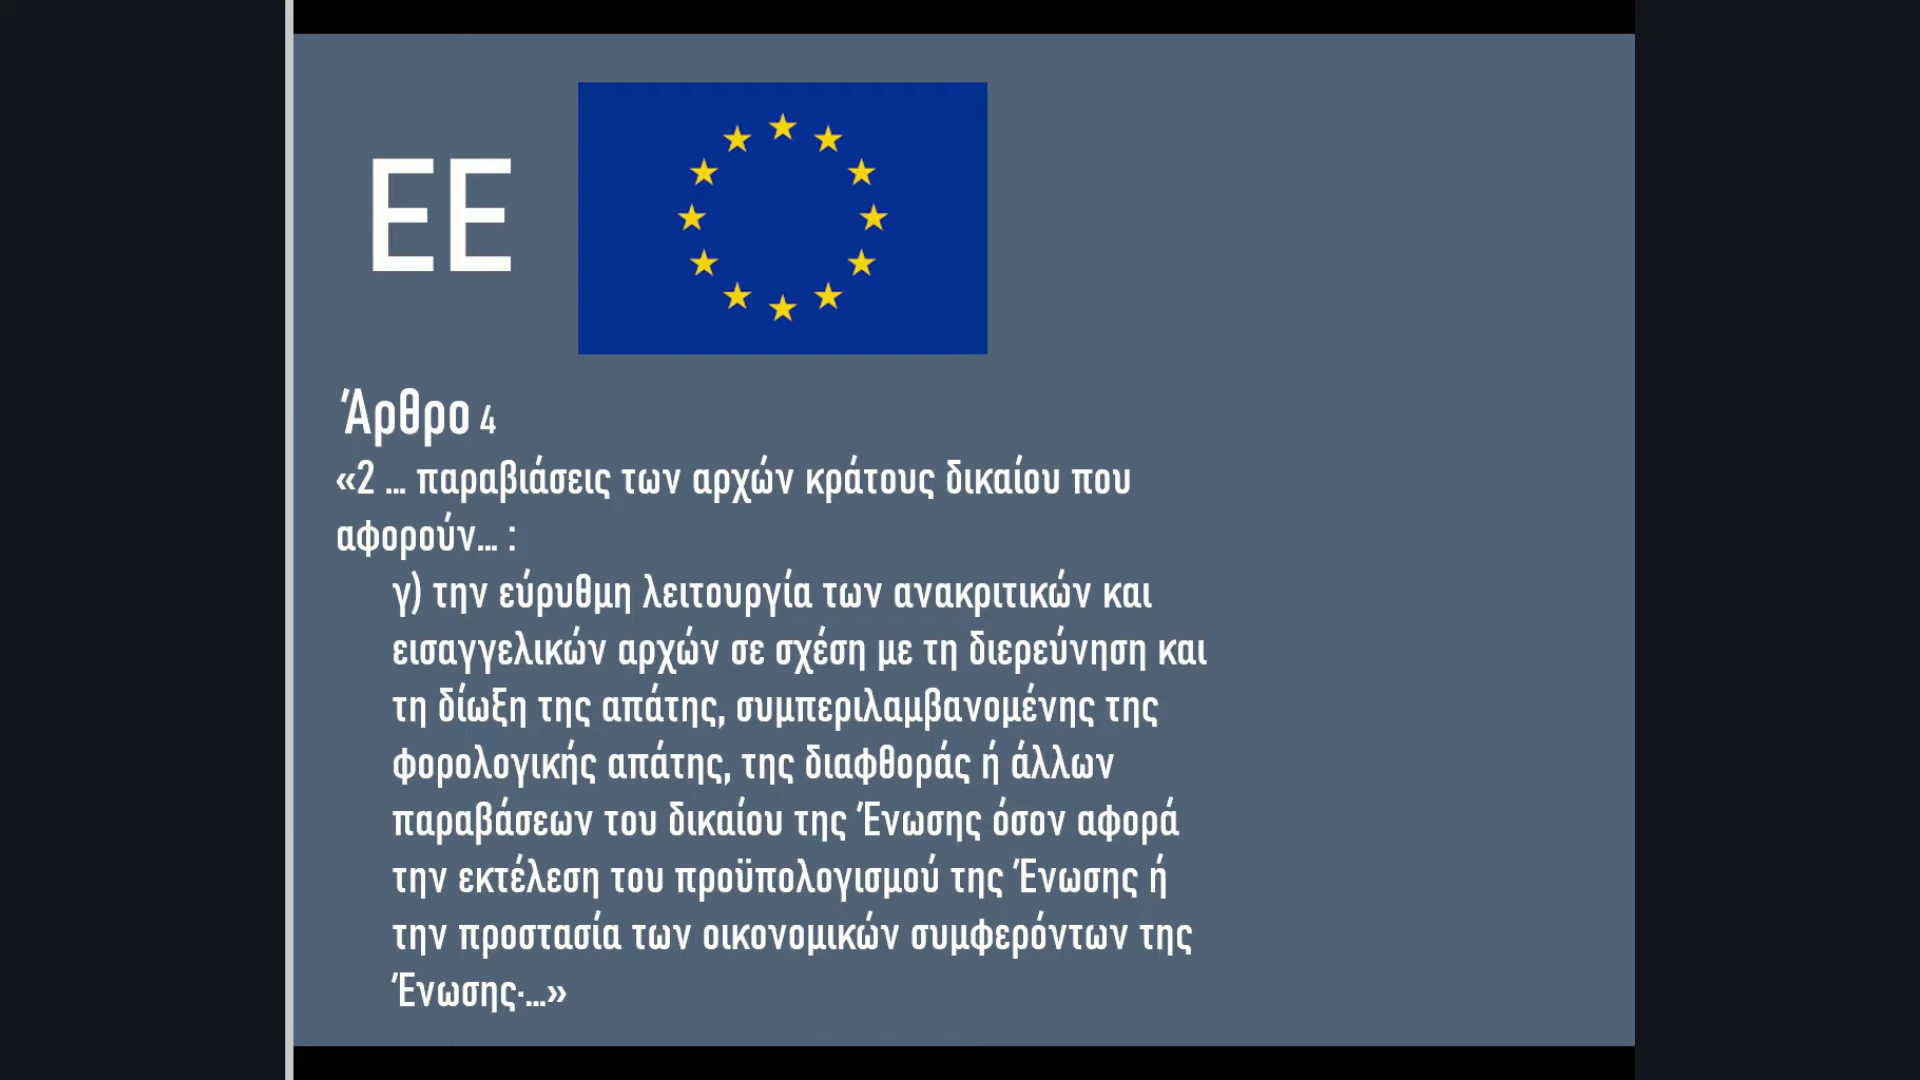 ΕΕ
Άρθρο 4
«2 ... παραβιάσεις των αρχών κράτους δικαίου που
αφορούν... :
γ) την εύρυθμη λειτουργία των ανακριτικών και
εισαγγελικών αρχών σε σχέση με τη διερεύνηση και
τη δίωξη της απάτης, συμπεριλαμβανομένης της
φορολογικής απάτης, της διαφθοράς ή άλλων
παραβάσεων του δικαίου της Ένωσης όσον αφορά
την εκτέλεση του προϋπολογισμού της Ένωσης ή
την προστασία των οικονομικών συμφερόντων της
Ένωσης·...»